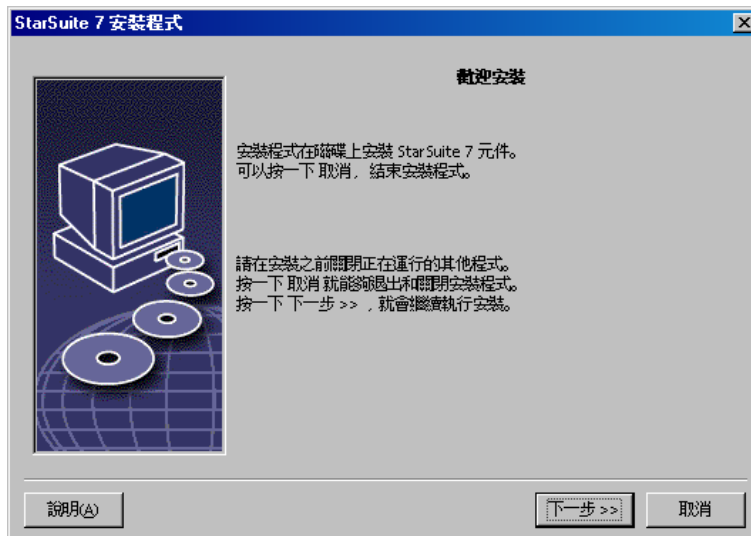 StarSuite 7 安裝程式
歡迎安裝
安裝程式在磁碟上安裝 StarSuite 7 元件。
可以按一下 取消，結束安裝程式。
請在安裝之前關閉正在運行的其他程式。
按一下 取消 就能夠退出和關閉安裝程式。
按一下 下一步 >> ，就會繼續執行安裝。
說明(A)
下一步 >>
取消